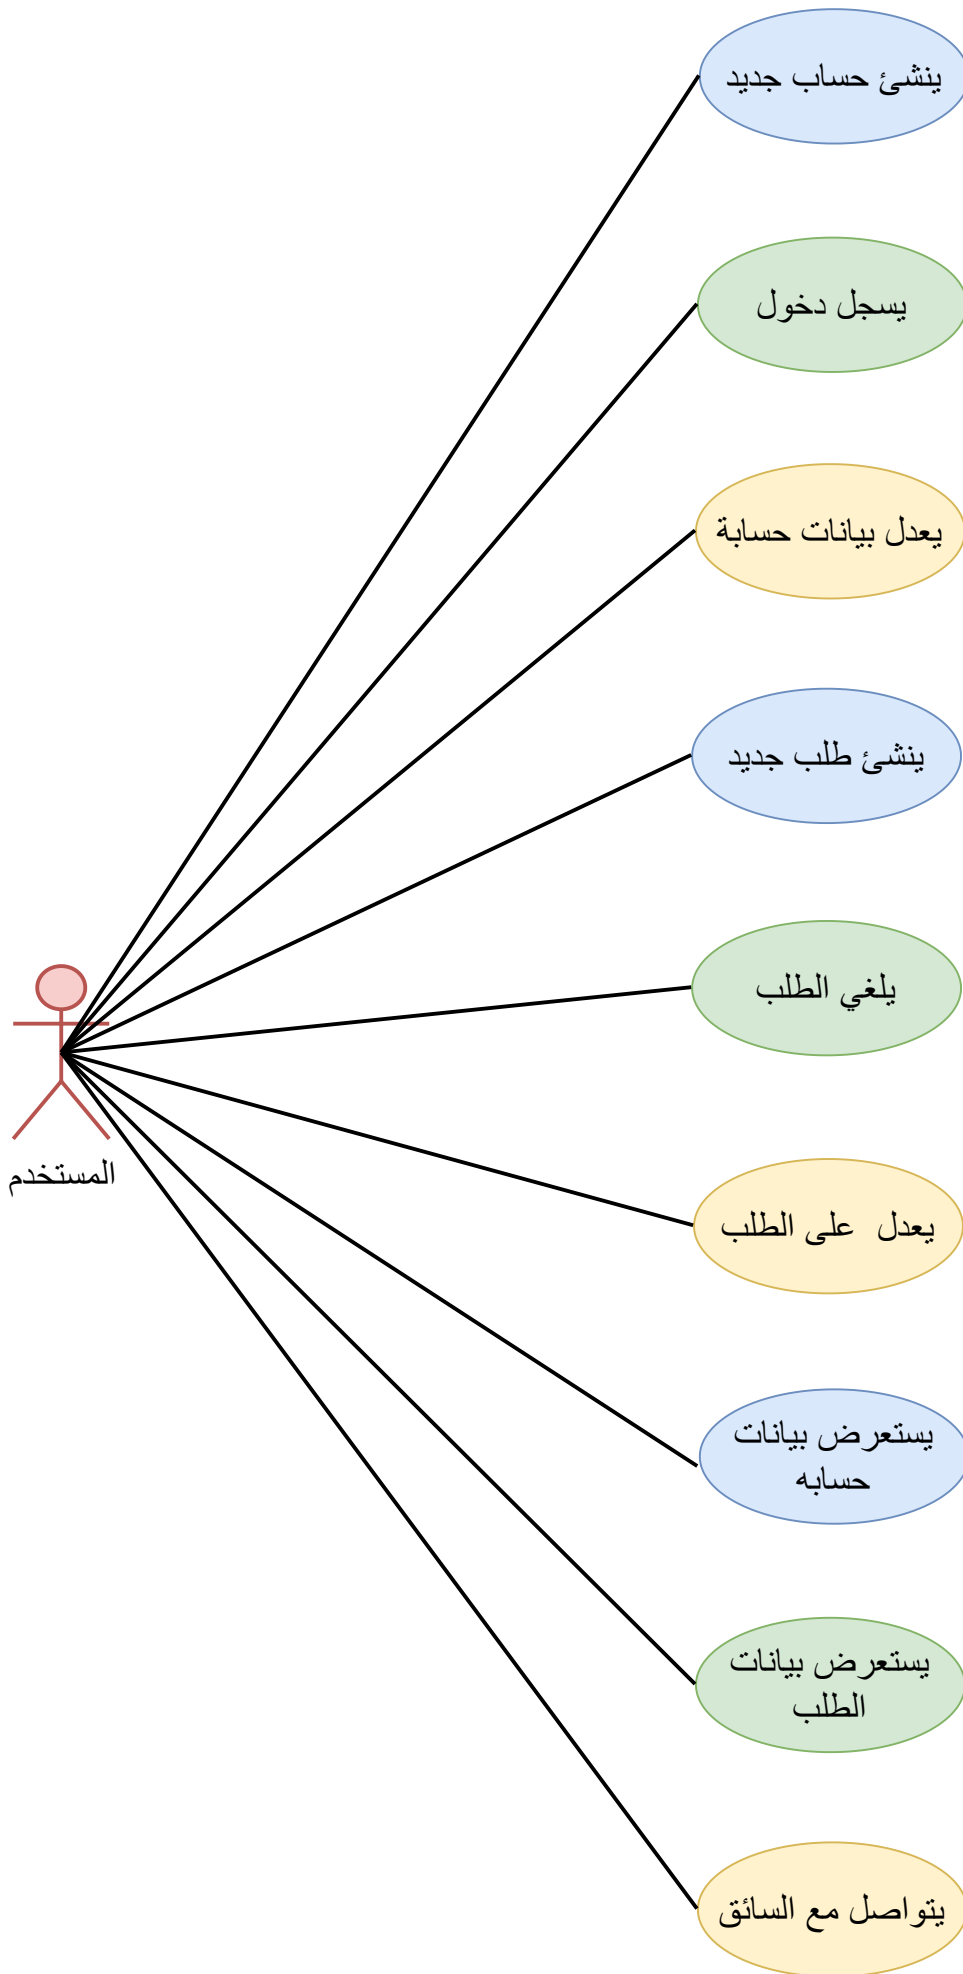 ينشئ حساب جديد
يسجل دخول
يعدل بيانات حسابة
ينشئ طلب جديد
يلغي الطلب
المستخدم
يعدل على الطلب
يستعرض بيانات
حسابه
يستعرض بيانات
الطلب
يتواصل مع السائق